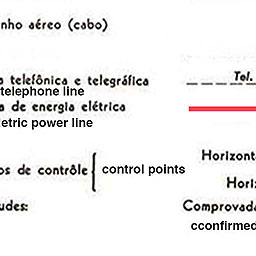 nho aéreo (cabo)
a telefônica e telegráfica
Tel.
telephone line
a de energia elétrica
etric power line
Horizont
os de contrôle
control points
Horiz
udes:
Comprovada
cconfirmed